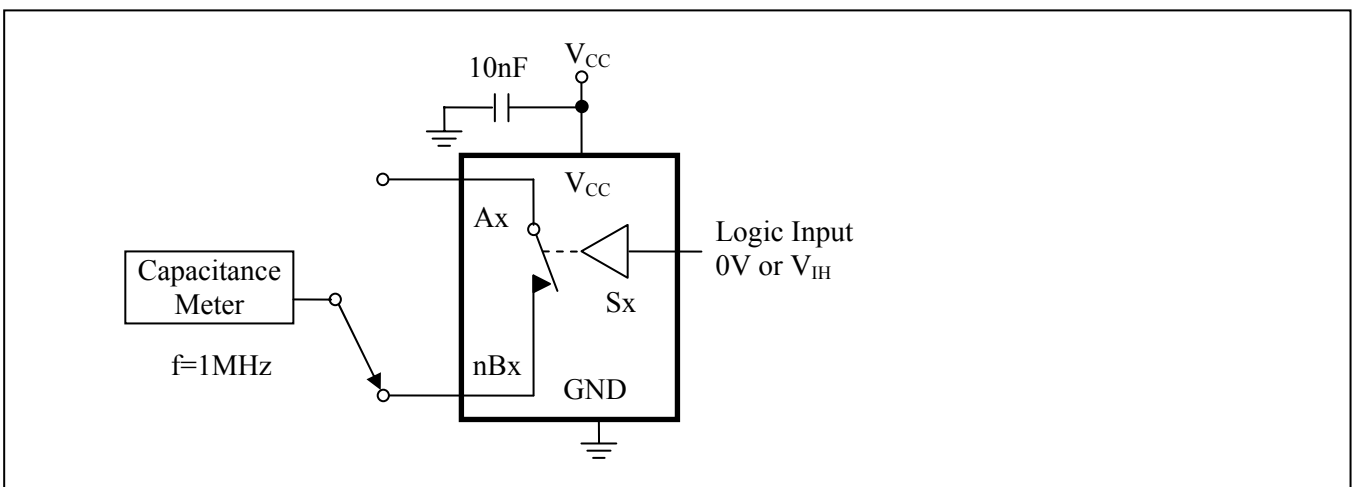 V_CC
10nF
V_CC
Ax
Logic Input
0V or V_IH
Capacitance
Meter
Sx
f=1MHz
nBx
GND